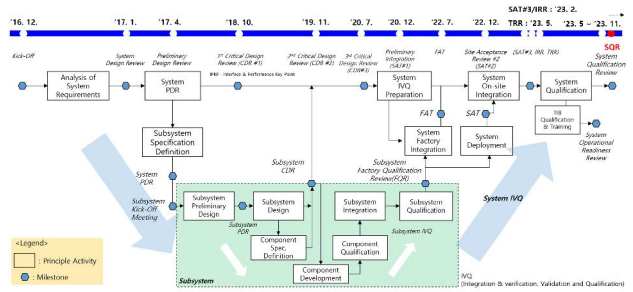 SAT#3/IRR : '23. 2.
'16. 12.
'17. 1.
'17. 4.
'18. 10.
'19. 11.
'20. 7.
'20. 12.
'22. 7.
'22. 12.
TRR : '23. 5.
'23. 5 ~ '23. 11.
SQR
Kick-Off
System
Design Review
Preliminary
Design Review
1st Critical Design
Review (CDR #1)
IPKP : Interface & Performance Key Point
2nd Critical Design
Review (CDR #2)
3rd Critical
Design Review
(CDR#3)
Preliminary
Integration
(SAT#1)
FAT
Site Acceptance
Review #2
(SAT#2)
(SAT#3, IRR, TRR)
System
Qualification
Review
Analysis of
System
Requirements
System
PDR
System
IVQ
Preparation
System
On-site
Integration
System
Qualification
FAT
SAT
Subsystem
Specification
Definition
System
Factory
Integration
System
Deployment
Qualification
& Training
System
Operational
Readiness
Review
System
PDR
Subsystem
CDR
Subsystem
Factory Qualification
Review(FQR)
Subsystem
Kick-Off
Meeting
Subsystem
Preliminary
Design
Subsystem
Design
Subsystem
Integration
Subsystem
Qualification
System IVQ
Subsystem
PDR
Subsystem IVQ
Component
Spec.
Definition
Component
Qualification
Component
Development
Subsystem
<Legend>
: Principle Activity
: Milestone
IVQ
(Integration & verification, Validation and Qualification)